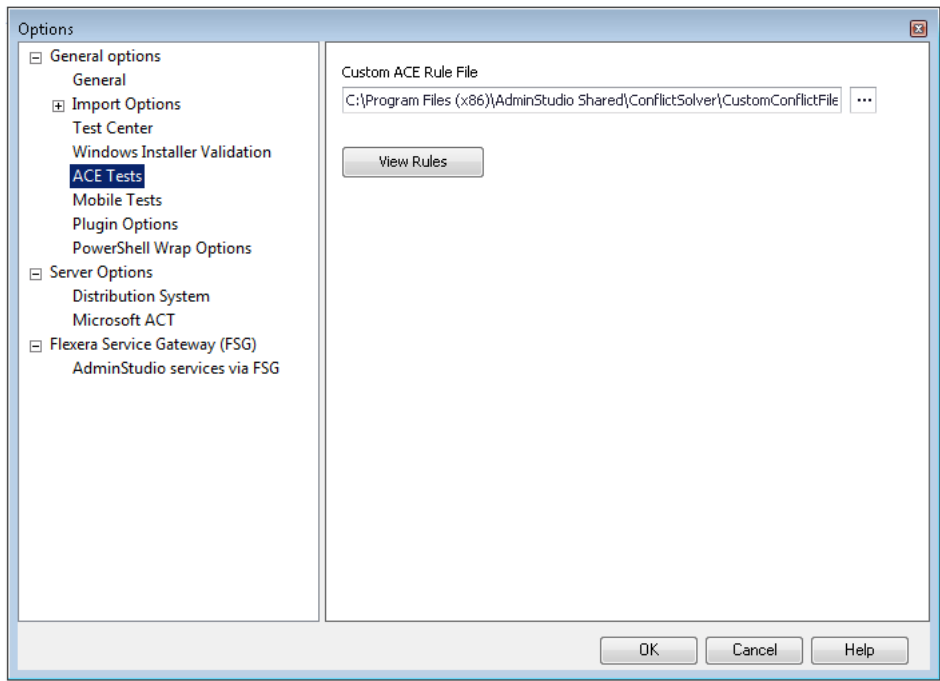 Options
General options
General
Import Options
Test Center
Windows Installer Validation
ACE Tests
Mobile Tests
Plugin Options
PowerShell Wrap Options
Server Options
Distribution System
Microsoft ACT
Flexera Service Gateway (FSG)
AdminStudio services via FSG
Custom ACE Rule File
C:\Program Files (x86)\AdminStudio Shared\ConflictSolver\CustomConflictFile
...
View Rules
OK Cancel Help